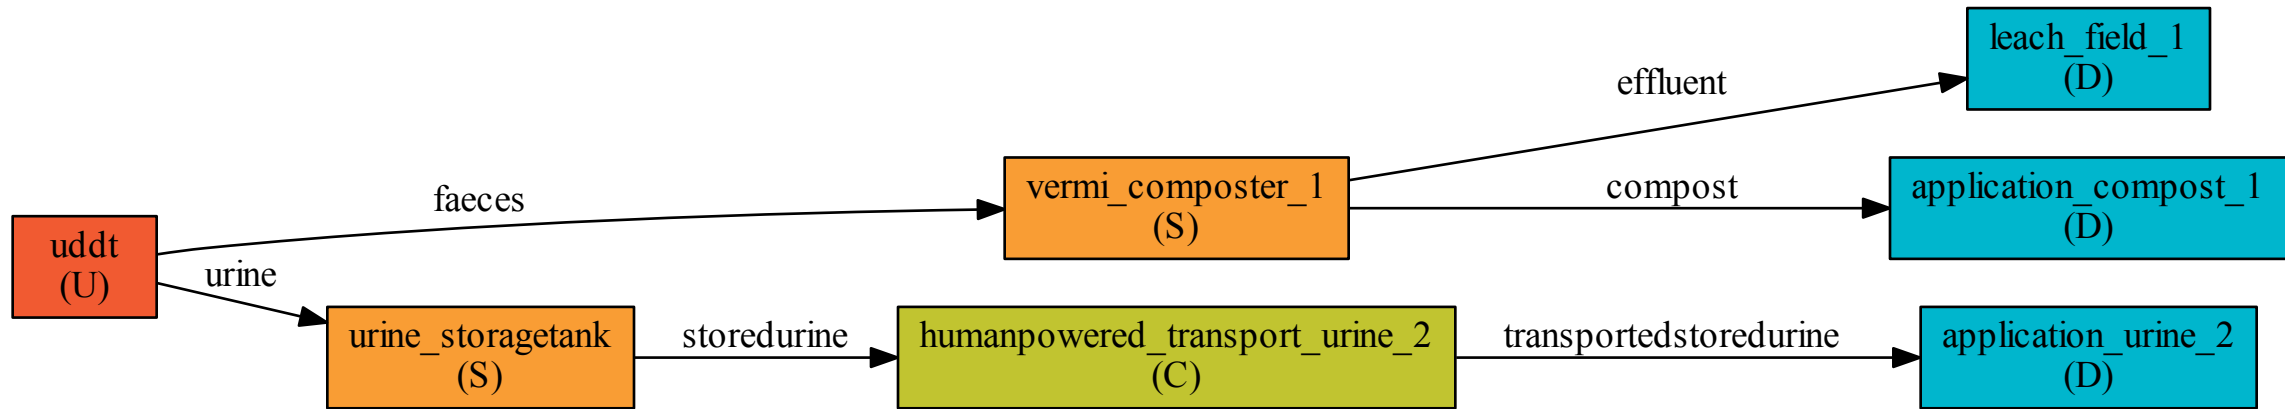 leach_field_1
(D)
effluent
faeces
vermi_composter_1
(S)
compost
application_compost_1
(D)
uddt
(U)
urine
urine_storagetank
(S)
storedurine
humanpowered_transport_urine_2
(C)
transportedstoredurine
application_urine_2
(D)